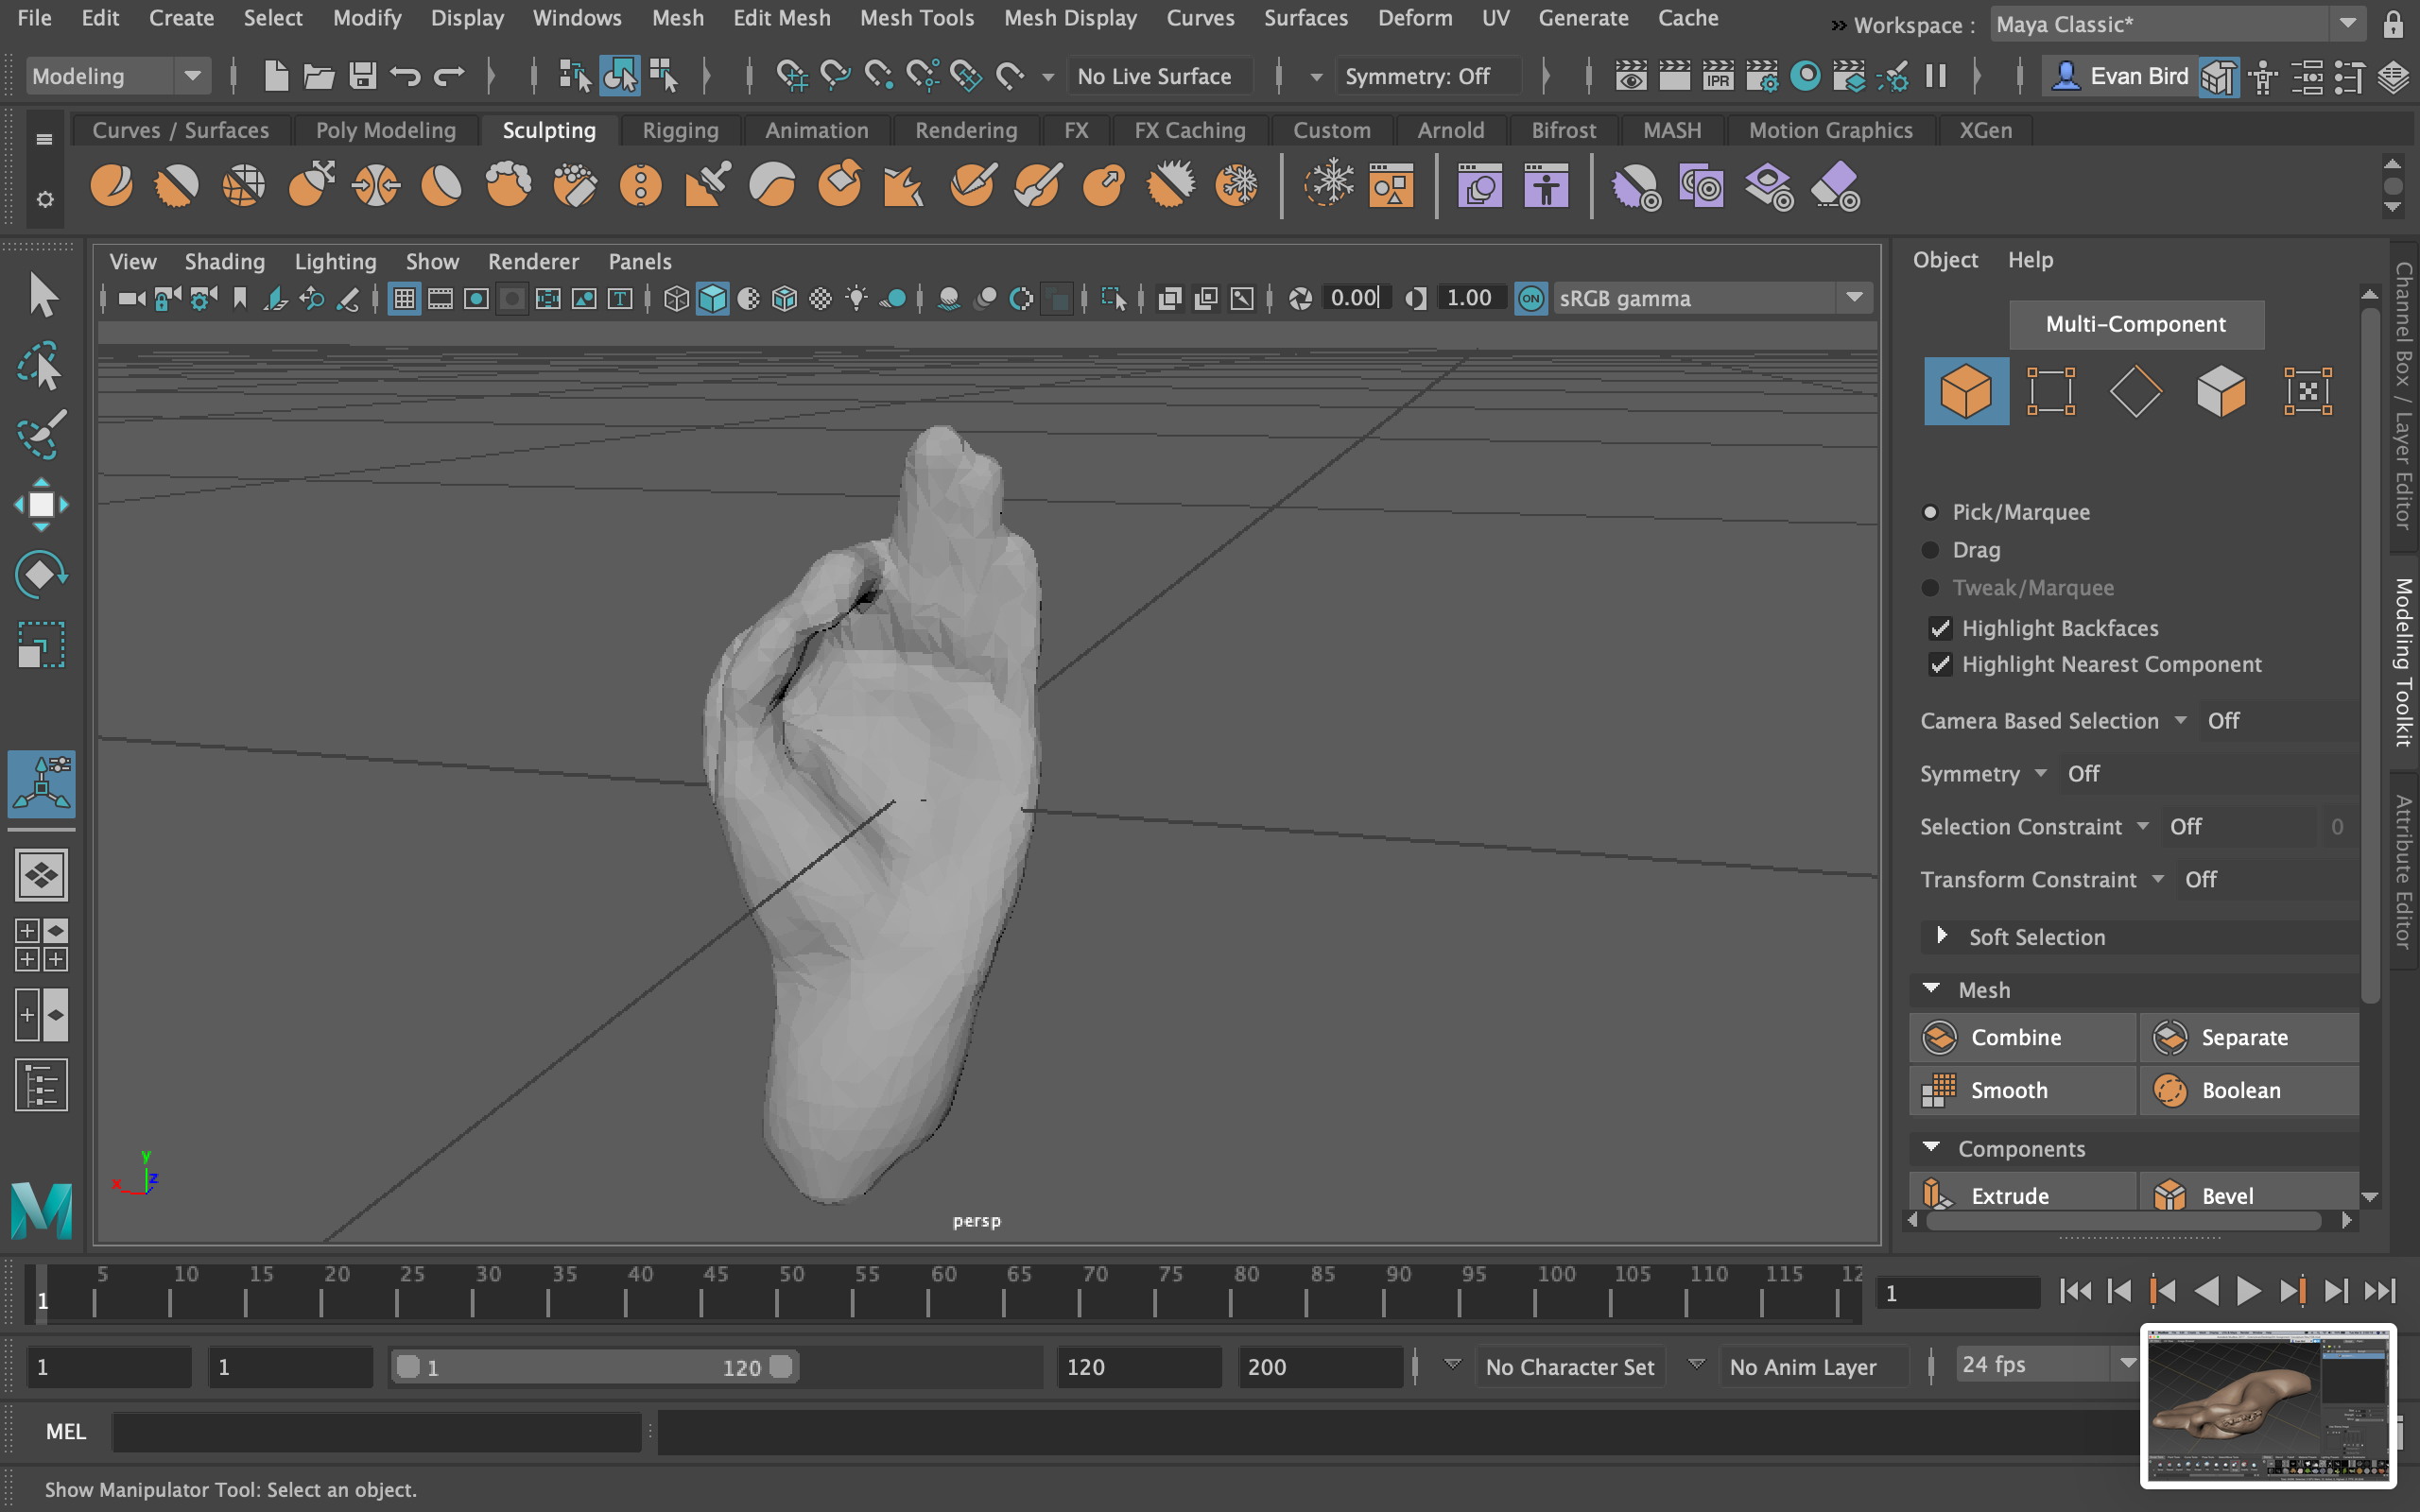 File Edit Create Select Modify Display Windows Mesh Edit Mesh Mesh Tools Mesh Display Curves Surfaces Deform UV Generate Cache
Workspace : Maya Classic*
Modeling No Live Surface Symmetry: Off IPR Evan Bird
Curves / Surfaces Poly Modeling Sculpting Rigging Animation Rendering FX FX Caching Custom Arnold Bifrost MASH Motion Graphics XGen
View Shading Lighting Show Renderer Panels
0.00 1.00 ON sRGB gamma
Object Help
Multi-Component
Pick/Marquee
Drag
Tweak/Marquee
Highlight Backfaces
Highlight Nearest Component
Camera Based Selection Off
Symmetry Off
Selection Constraint Off 0
Transform Constraint Off
Soft Selection
Mesh
Combine Separate
Smooth Boolean
Components
Extrude Bevel
Channel Box / Layer Editor
Modeling Toolkit
Attribute Editor
y
x z
persp
5 10 15 20 25 30 35 40 45 50 55 60 65 70 75 80 85 90 95 100 105 110 115 12
1
1
1 1 1 120 120 200 No Character Set No Anim Layer 24 fps
MEL
Show Manipulator Tool: Select an object.